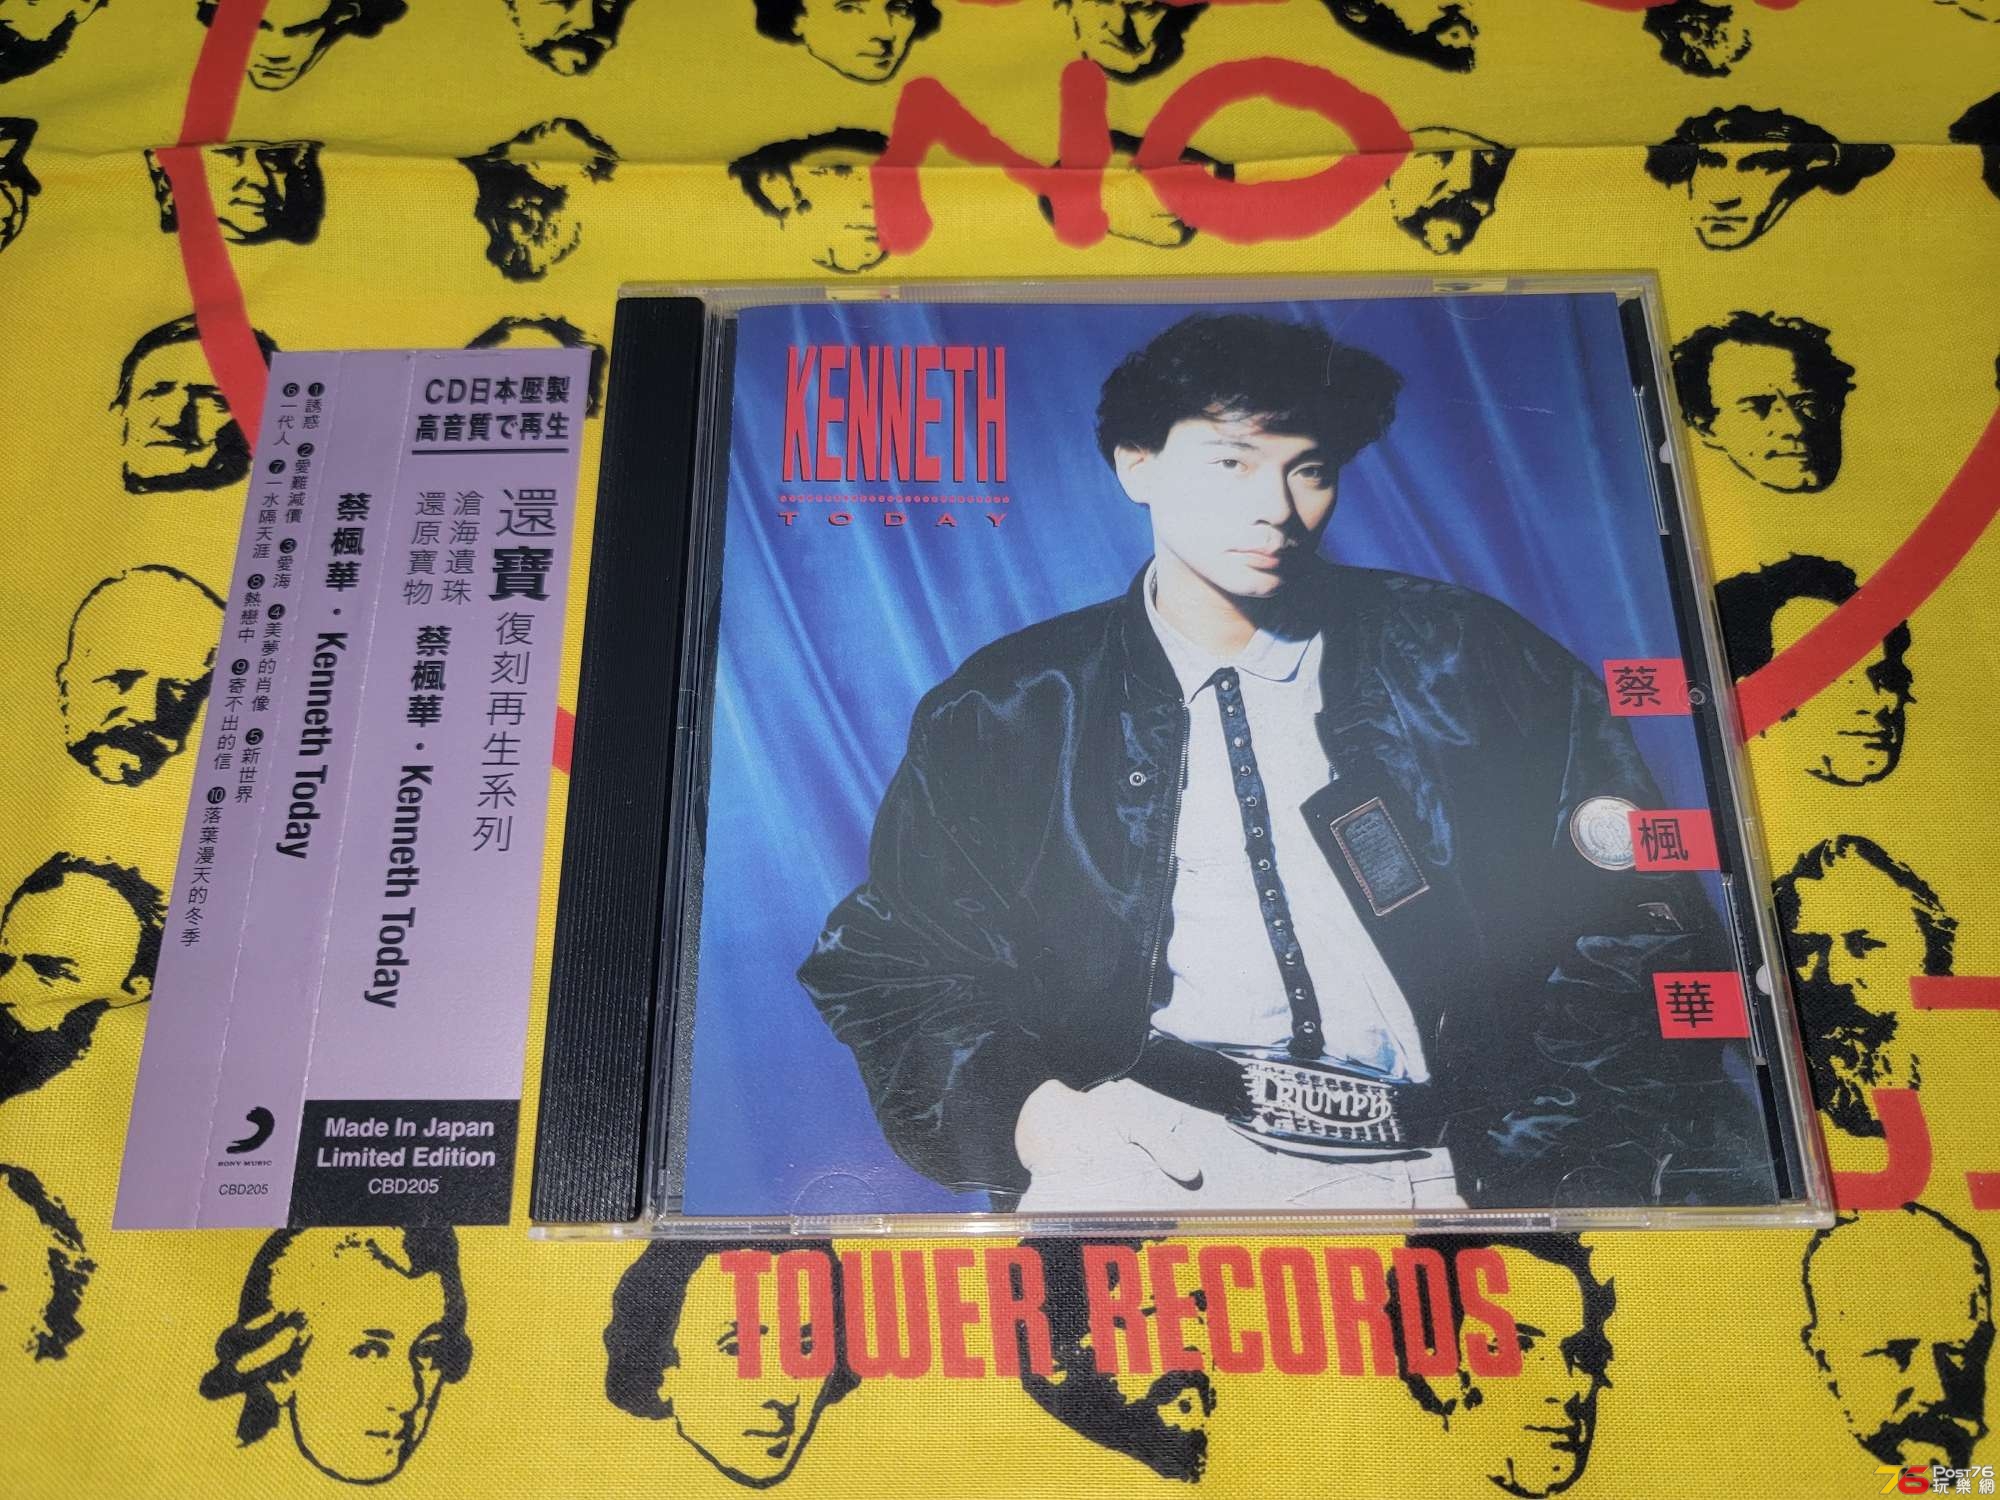 NO
CD日本壓製
高音質で再生
還寶復刻再生系列
滄海遺珠
還原寶物
蔡楓華・Kenneth Today
蔡楓華・Kenneth Today
❶誘惑 ❷愛難減價 ❸愛海 ❹美夢的肖像 ❺新世界
❻一代人 ❼一水隔天涯 ❽熱戀中 ❾寄不出的信 ❿落葉漫天的冬季
SONY MUSIC
CBD205
Made In Japan
Limited Edition
CBD205
KENNETH
TODAY
蔡
楓
華
TRIUMPH
TOWER RECORDS
76 POST76
玩樂網